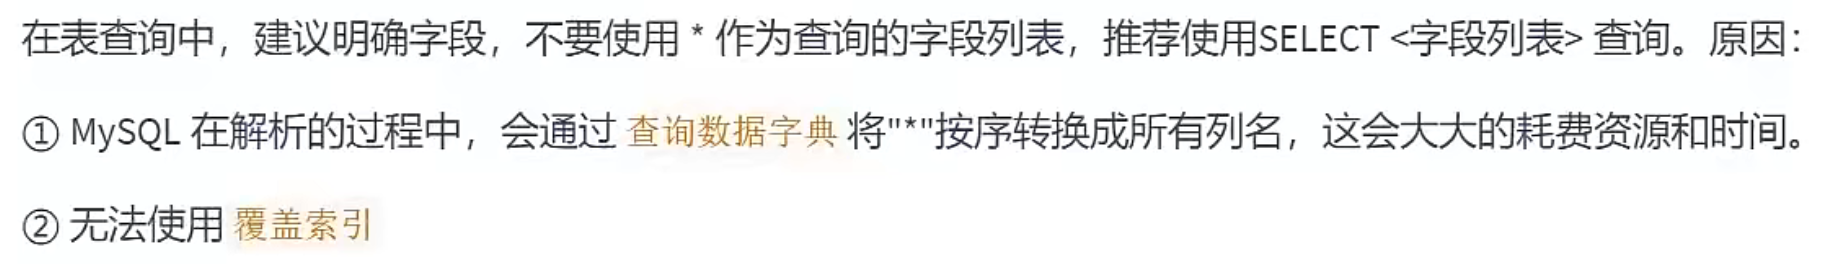 在表查询中，建议明确字段，不要使用 * 作为查询的字段列表，推荐使用SELECT <字段列表> 查询。原因：
① MySQL 在解析的过程中，会通过 查询数据字典 将"*"按序转换成所有列名，这会大大的耗费资源和时间。
② 无法使用 覆盖索引